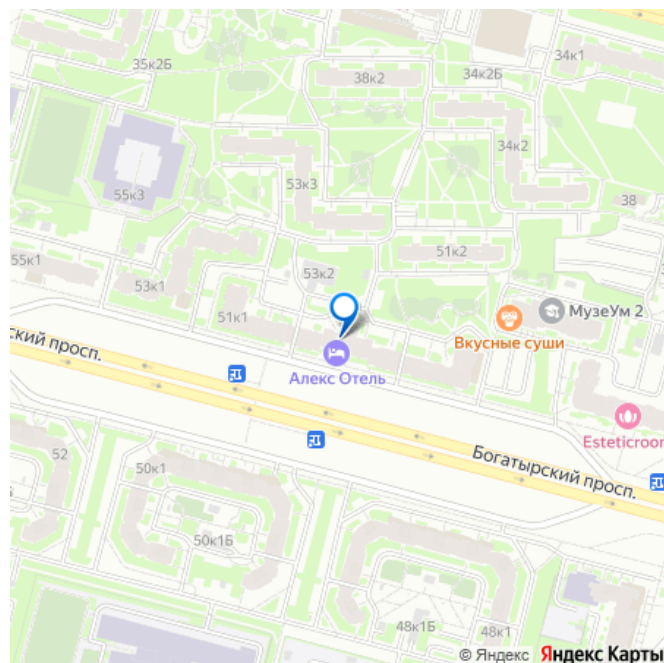 34к1
35к2Б
38к2
34к2Б
34к2
55к3
53к3
38
51к2
55к1
53к2
53к1
51к1
МузеУм 2
Вкусные суши
ский просп.
Алекс Отель
Esteticroom
Богатырский просп.
52
50к1
50к1Б
48к1Б
48к1
© Яндекс Яндекс Карты